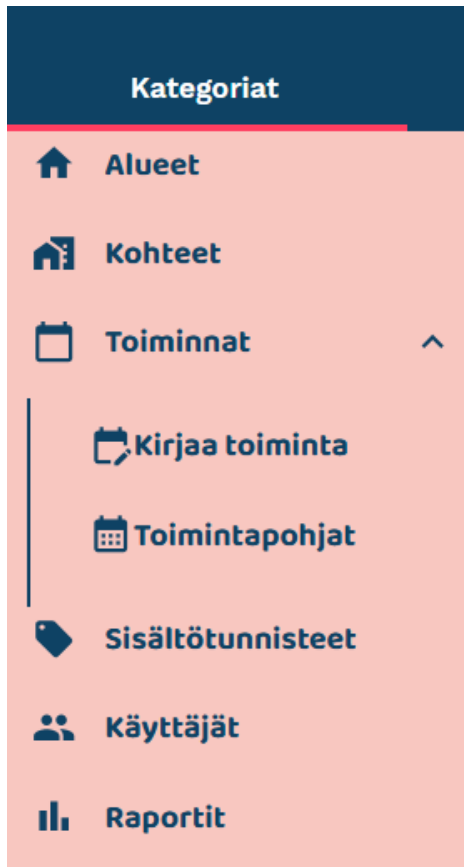 Kategoriat
Alueet
Kohteet
Toiminnat
Kirjaa toiminta
Toimintapohjat
Sisältötunnisteet
Käyttäjät
Raportit